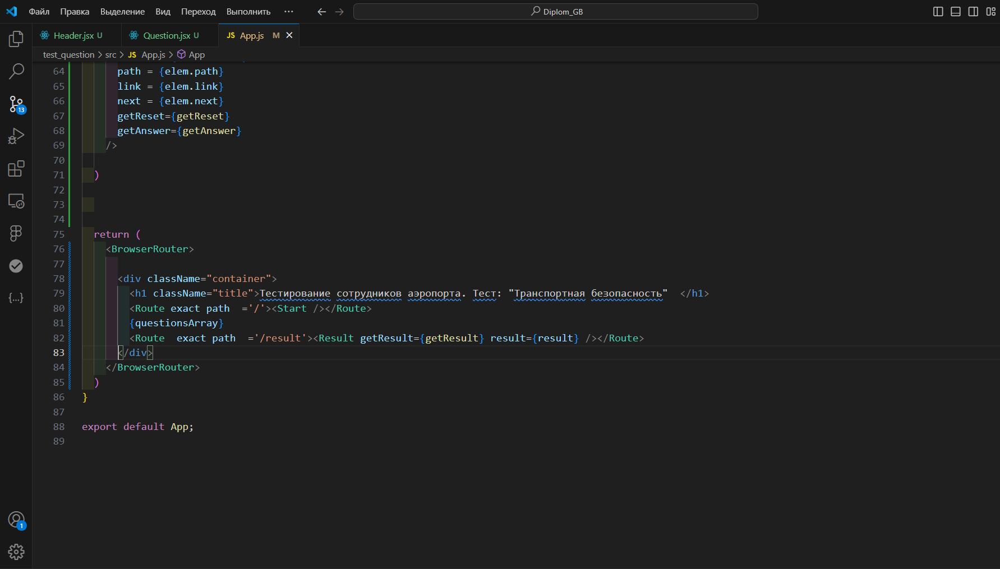 Файл Правка Выделение Вид Переход Выполнить ··· Diplom_GB
Header.jsx U Question.jsx U JS App.js M
test_question > src > JS App.js > App
64 path = {elem.path}
65 link = {elem.link}
66 next = {elem.next}
67 getReset={getReset}
68 getAnswer={getAnswer}
69 />
70
71 )
72
73
74
75 return (
76 <BrowserRouter>
77
78 <div className="container">
79 <h1 className="title">Тестирование сотрудников аэропорта. Тест: "Транспортная безопасность"  </h1>
80 <Route exact path  ='/'><Start /></Route>
81 {questionsArray}
82 <Route  exact path  ='/result'><Result getResult={getResult} result={result} /></Route>
83 </div>
84 </BrowserRouter>
85 )
86 }
87
88 export default App;
89
13
{...}
1